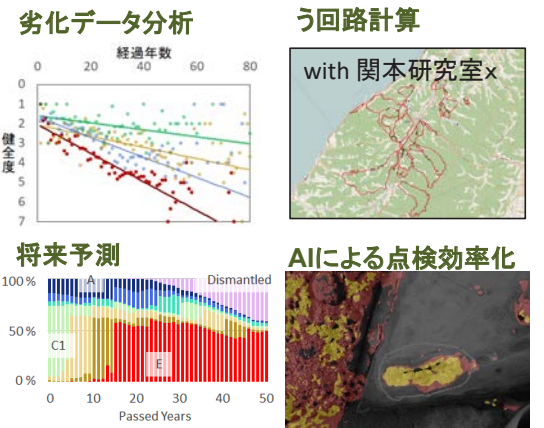 劣化データ分析
経過年数
0 20 40 60 80
0
1
2
3
4
5
6
7
健全度
う回路計算
with 関本研究室x
将来予測
100 %
50 %
0 %
A
Dismantled
C1
E
0 10 20 30 40 50
Passed Years
AIによる点検効率化